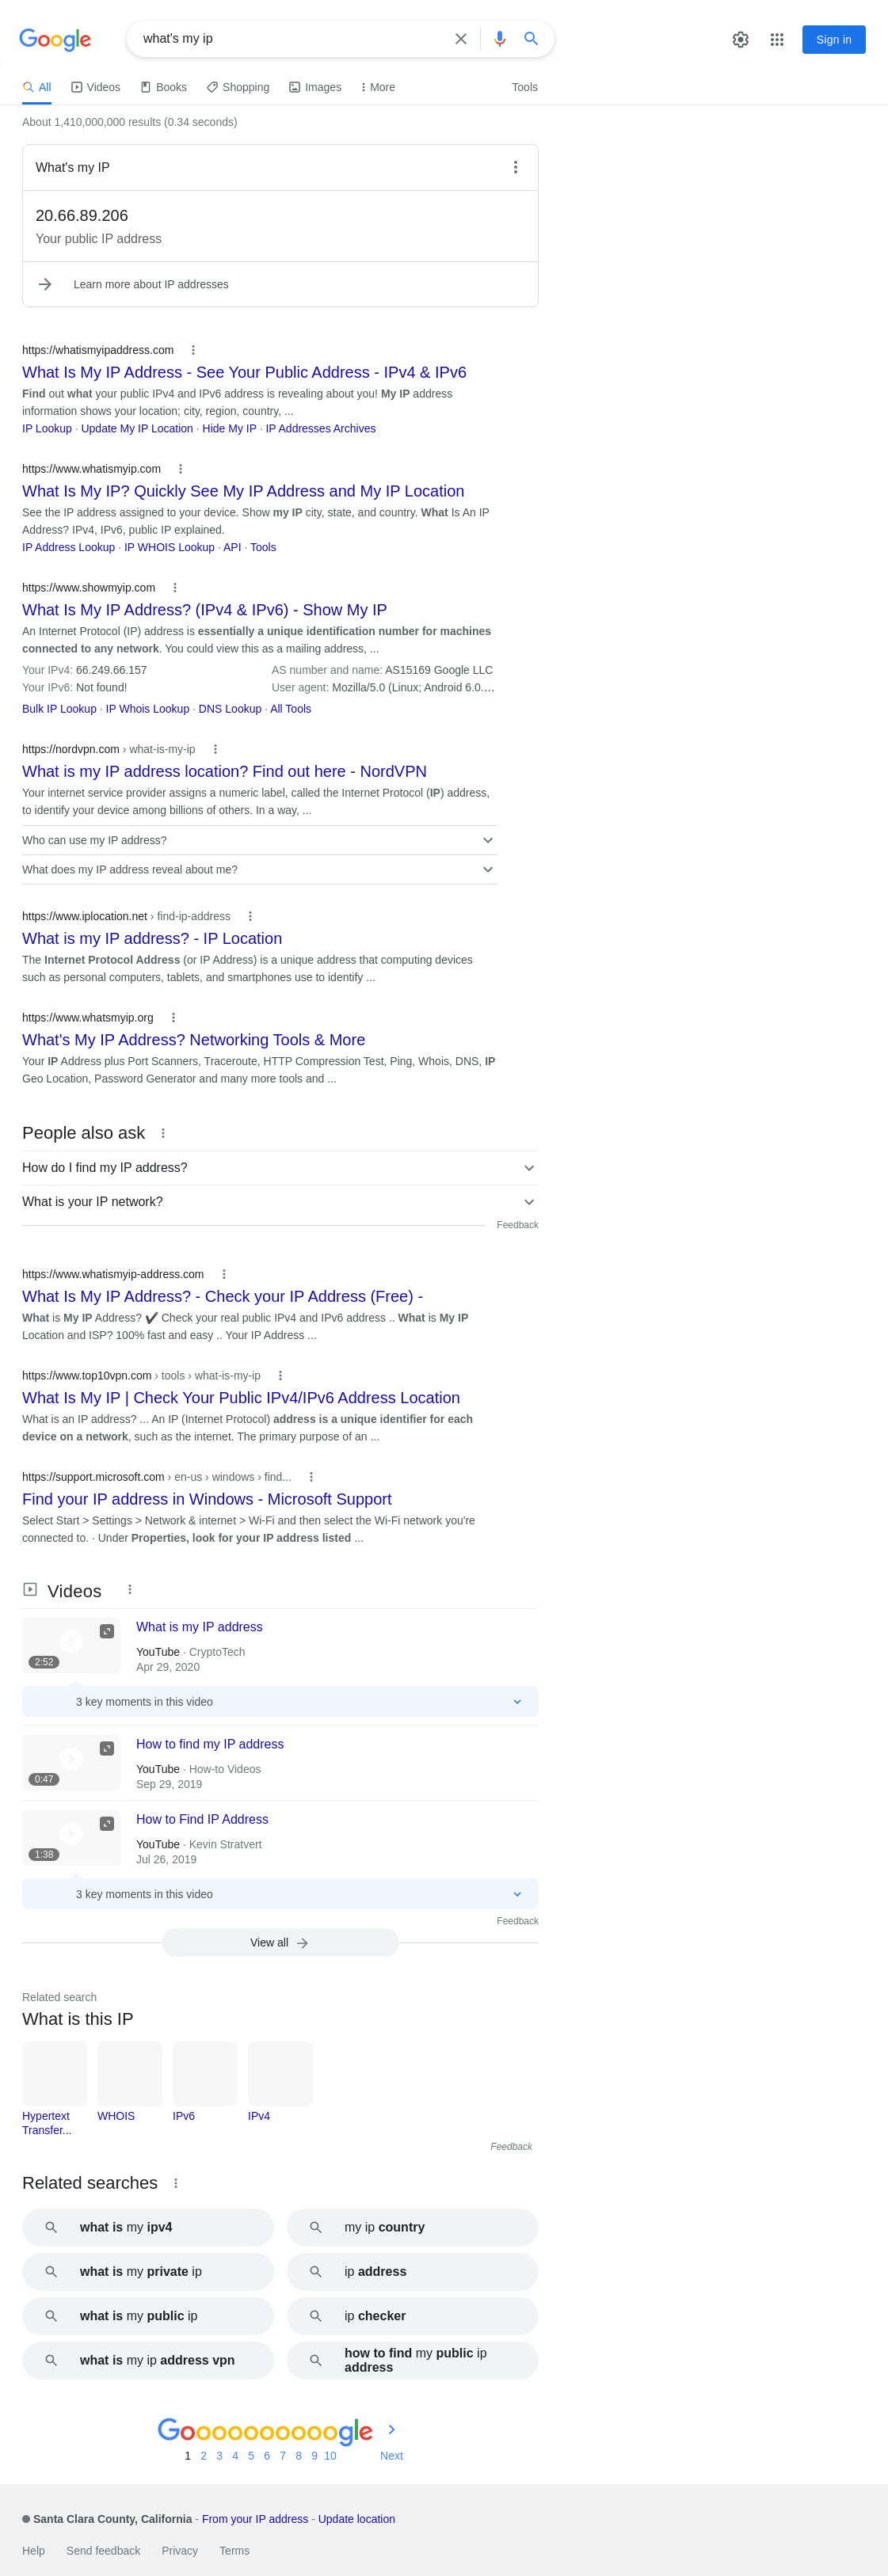 Google
what's my ip
Sign in
All Videos Books Shopping Images More Tools
About 1,410,000,000 results (0.34 seconds)
What's my IP
20.66.89.206
Your public IP address
Learn more about IP addresses
https://whatismyipaddress.com
What Is My IP Address - See Your Public Address - IPv4 & IPv6
Find out what your public IPv4 and IPv6 address is revealing about you! My IP address
information shows your location; city, region, country, ...
IP Lookup · Update My IP Location · Hide My IP · IP Addresses Archives
https://www.whatismyip.com
What Is My IP? Quickly See My IP Address and My IP Location
See the IP address assigned to your device. Show my IP city, state, and country. What Is An IP
Address? IPv4, IPv6, public IP explained.
IP Address Lookup · IP WHOIS Lookup · API · Tools
https://www.showmyip.com
What Is My IP Address? (IPv4 & IPv6) - Show My IP
An Internet Protocol (IP) address is essentially a unique identification number for machines
connected to any network. You could view this as a mailing address, ...
Your IPv4: 66.249.66.157 AS number and name: AS15169 Google LLC
Your IPv6: Not found! User agent: Mozilla/5.0 (Linux; Android 6.0....
Bulk IP Lookup · IP Whois Lookup · DNS Lookup · All Tools
https://nordvpn.com › what-is-my-ip
What is my IP address location? Find out here - NordVPN
Your internet service provider assigns a numeric label, called the Internet Protocol (IP) address,
to identify your device among billions of others. In a way, ...
Who can use my IP address?
What does my IP address reveal about me?
https://www.iplocation.net › find-ip-address
What is my IP address? - IP Location
The Internet Protocol Address (or IP Address) is a unique address that computing devices
such as personal computers, tablets, and smartphones use to identify ...
https://www.whatsmyip.org
What's My IP Address? Networking Tools & More
Your IP Address plus Port Scanners, Traceroute, HTTP Compression Test, Ping, Whois, DNS, IP
Geo Location, Password Generator and many more tools and ...
People also ask
How do I find my IP address?
What is your IP network?
Feedback
https://www.whatismyip-address.com
What Is My IP Address? - Check your IP Address (Free) -
What is My IP Address? ✔ Check your real public IPv4 and IPv6 address .. What is My IP
Location and ISP? 100% fast and easy .. Your IP Address ...
https://www.top10vpn.com › tools › what-is-my-ip
What Is My IP | Check Your Public IPv4/IPv6 Address Location
What is an IP address? ... An IP (Internet Protocol) address is a unique identifier for each
device on a network, such as the internet. The primary purpose of an ...
https://support.microsoft.com › en-us › windows › find...
Find your IP address in Windows - Microsoft Support
Select Start > Settings > Network & internet > Wi-Fi and then select the Wi-Fi network you're
connected to. · Under Properties, look for your IP address listed ...
Videos
What is my IP address
YouTube · CryptoTech
2:52
Apr 29, 2020
3 key moments in this video
How to find my IP address
YouTube · How-to Videos
0:47
Sep 29, 2019
How to Find IP Address
YouTube · Kevin Stratvert
1:38
Jul 26, 2019
3 key moments in this video
Feedback
View all
Related search
What is this IP
Hypertext WHOIS IPv6 IPv4
Transfer...
Feedback
Related searches
what is my ipv4 my ip country
what is my private ip ip address
what is my public ip ip checker
what is my ip address vpn how to find my public ip
address
Goooooooooogle
1 2 3 4 5 6 7 8 9 10 Next
Santa Clara County, California - From your IP address - Update location
Help Send feedback Privacy Terms